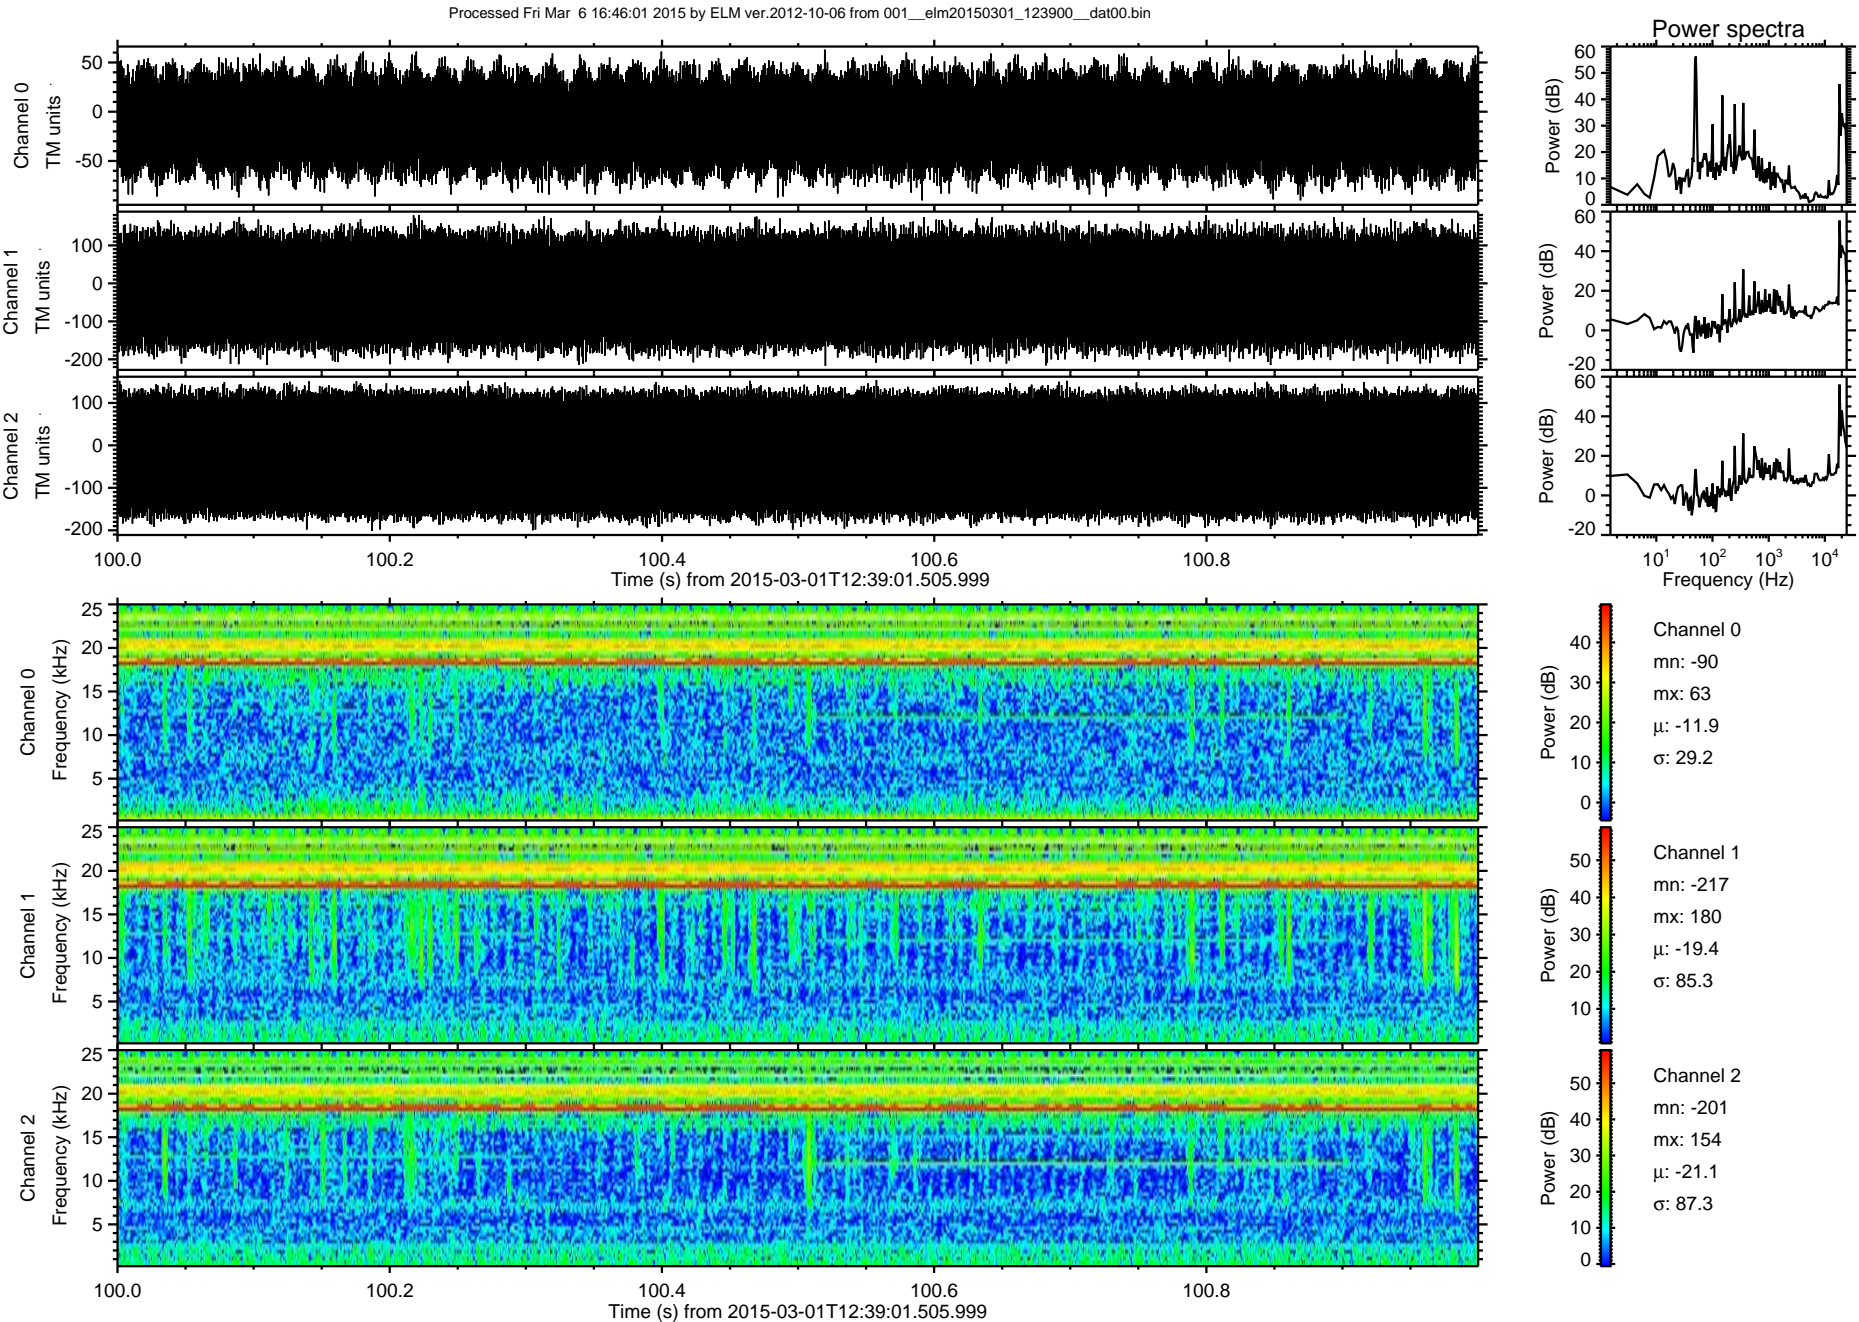 Processed Fri Mar  6 16:46:01 2015 by ELM ver.2012-10-06 from 001__elm20150301_123900__dat00.bin
Power spectra
Channel 0
TM units
50
0
-50
Power (dB)
60
50
40
30
20
10
0
Channel 1
TM units
100
0
-100
-200
Power (dB)
60
40
20
0
-20
Channel 2
TM units
100
0
-100
-200
Power (dB)
60
40
20
0
-20
100.0 100.2 100.4 100.6 100.8
Time (s) from 2015-03-01T12:39:01.505.999
10¹ 10² 10³ 10⁴
Frequency (Hz)
Channel 0
Frequency (kHz)
25
20
15
10
5
Power (dB)
40
30
20
10
0
Channel 0
mn: -90
mx: 63
μ: -11.9
σ: 29.2
Channel 1
Frequency (kHz)
25
20
15
10
5
Power (dB)
50
40
30
20
10
Channel 1
mn: -217
mx: 180
μ: -19.4
σ: 85.3
Channel 2
Frequency (kHz)
25
20
15
10
5
Power (dB)
50
40
30
20
10
0
Channel 2
mn: -201
mx: 154
μ: -21.1
σ: 87.3
100.0 100.2 100.4 100.6 100.8
Time (s) from 2015-03-01T12:39:01.505.999